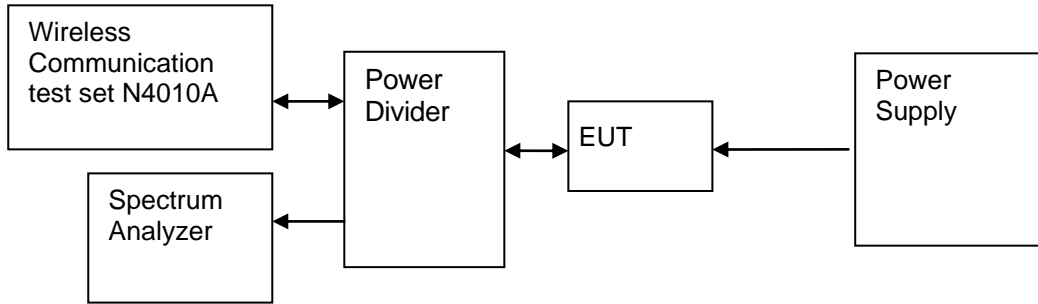 Wireless
Communication
test set N4010A
Power
Divider
EUT
Power
Supply
Spectrum
Analyzer